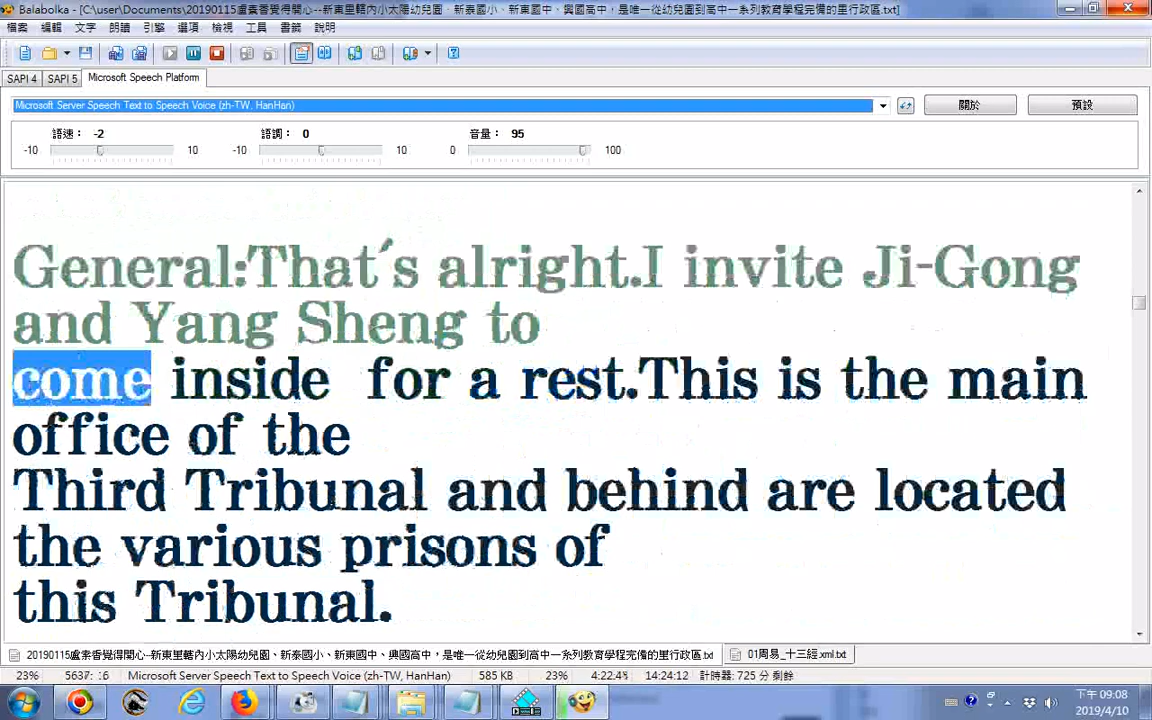 Balabolka - [C:\user\Documents\20190115盧素香覺得開心--新東里轄內小太陽幼兒園、新泰國小、新東國中、興國高中，是唯一從幼兒園到高中一系列教育學程完備的里行政區.txt]
檔案 編輯 文字 朗讀 引擎 選項 檢視 工具 書籤 說明
SAPI 4 SAPI 5 Microsoft Speech Platform
Microsoft Server Speech Text to Speech Voice (zh-TW, HanHan) 關於 預設
語速： -2 語調： 0 音量： 95
-10 10 -10 10 0 100
General:That's alright.I invite Ji-Gong
and Yang Sheng to
come inside for a rest.This is the main
office of the
Third Tribunal and behind are located
the various prisons of
this Tribunal.
20190115盧素香覺得開心--新東里轄內小太陽幼兒園、新泰國小、新東國中、興國高中，是唯一從幼兒園到高中一系列教育學程完備的里行政區.txt 01周易_十三經.xml.txt
23% 5637: 16 Microsoft Server Speech Text to Speech Voice (zh-TW, HanHan) 585 KB 23% 4:22:4 14:24:12 計時器: 725 分 剩餘
下午 09:08
2019/4/10